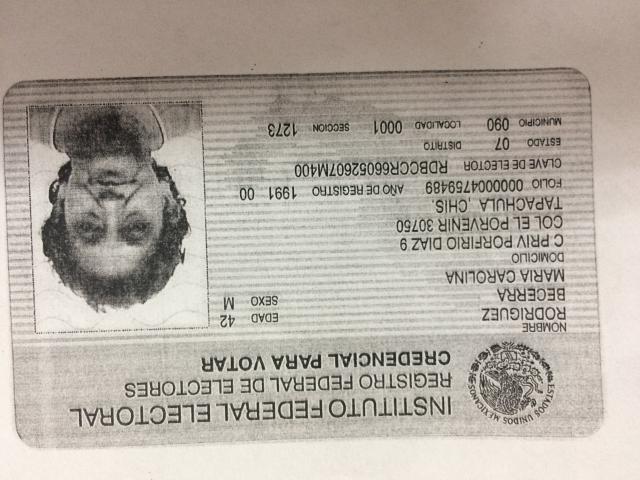 INSTITUTO FEDERAL ELECTORAL
REGISTRO FEDERAL DE ELECTORES
CREDENCIAL PARA VOTAR
ESTADOS UNIDOS MEXICANOS
NOMBRE
RODRIGUEZ
BECERRA
MARIA CAROLINA
EDAD 42
SEXO M
DOMICILIO
C PRIV PORFIRIO DIAZ 9
COL EL PORVENIR 30750
TAPACHULA ,CHIS.
FOLIO 0000004759489 AÑO DE REGISTRO 1991 00
CLAVE DE ELECTOR RDBCCR66052607M400
ESTADO 07 DISTRITO
MUNICIPIO 090 LOCALIDAD 0001 SECCION 1273